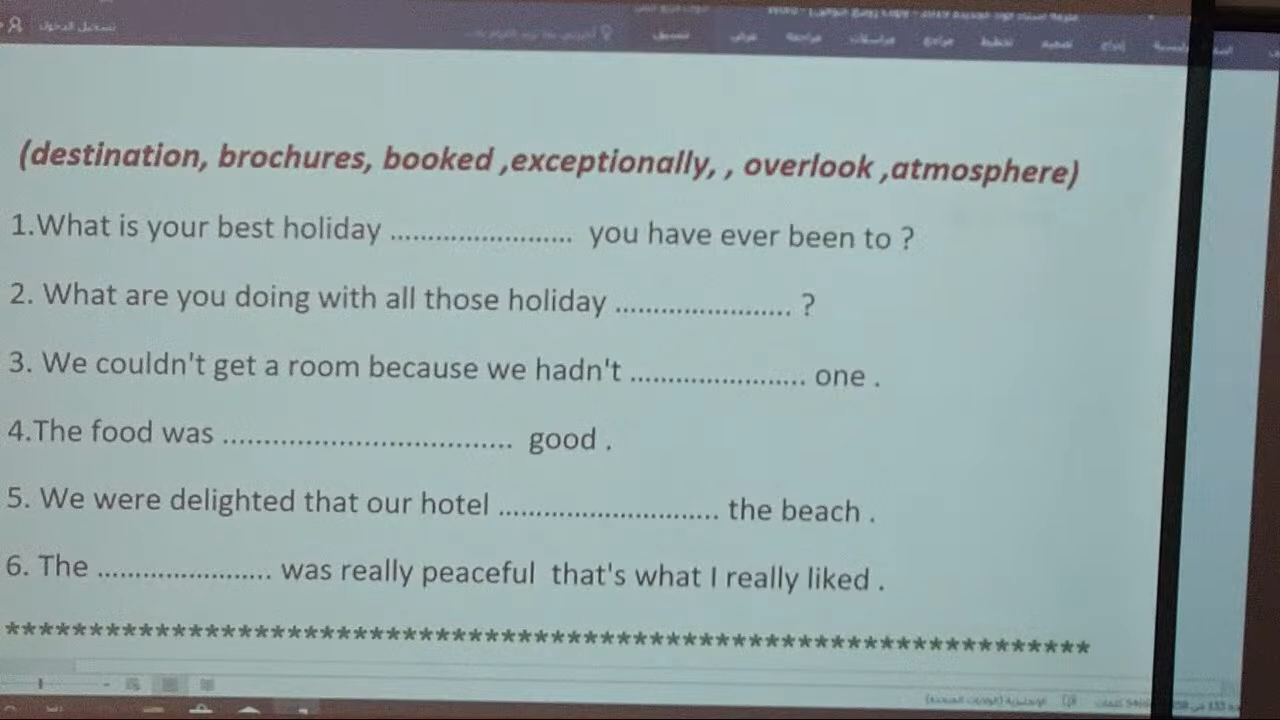 تسجيل الدخول
(destination, brochures, booked ,exceptionally, , overlook ,atmosphere)
1.What is your best holiday ........................ you have ever been to ?
2. What are you doing with all those holiday ....................... ?
3. We couldn't get a room because we hadn't ....................... one .
4.The food was .................................. good .
5. We were delighted that our hotel ............................. the beach .
6. The ....................... was really peaceful that's what I really liked .
*****************************************************************